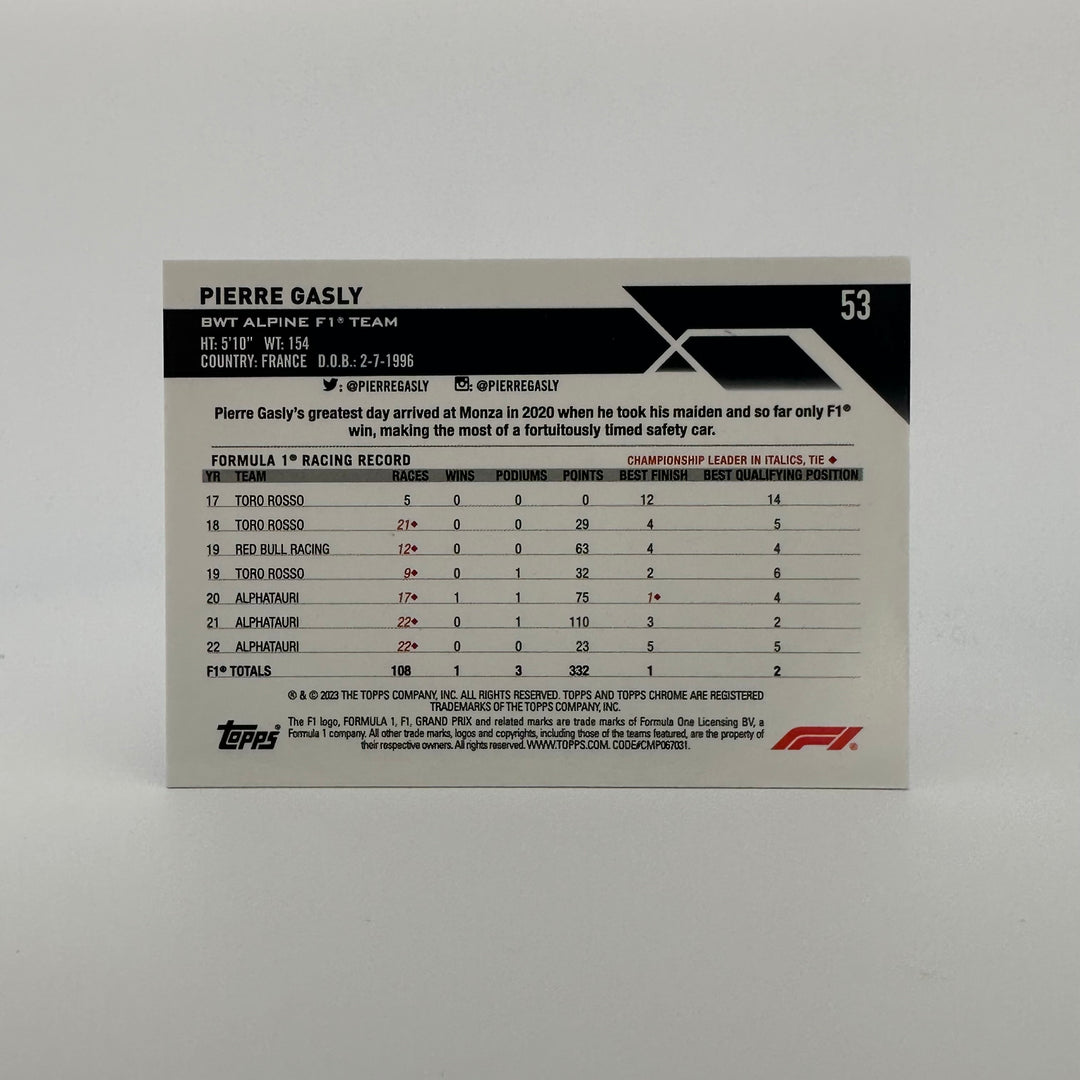 PIERRE GASLY
53
BWT ALPINE F1® TEAM
HT: 5'10" WT: 154
COUNTRY: FRANCE D.O.B.: 2-7-1996
: @PIERREGASLY : @PIERREGASLY
Pierre Gasly's greatest day arrived at Monza in 2020 when he took his maiden and so far only F1®
win, making the most of a fortuitously timed safety car.
FORMULA 1® RACING RECORD CHAMPIONSHIP LEADER IN ITALICS, TIE ◆
YR TEAM RACES WINS PODIUMS POINTS BEST FINISH BEST QUALIFYING POSITION
17 TORO ROSSO 5 0 0 0 12 14
18 TORO ROSSO 21◆ 0 0 29 4 5
19 RED BULL RACING 12◆ 0 0 63 4 4
19 TORO ROSSO 9◆ 0 1 32 2 6
20 ALPHATAURI 17◆ 1 1 75 1◆ 4
21 ALPHATAURI 22◆ 0 1 110 3 2
22 ALPHATAURI 22◆ 0 0 23 5 5
F1® TOTALS 108 1 3 332 1 2
® & © 2023 THE TOPPS COMPANY, INC. ALL RIGHTS RESERVED. TOPPS AND TOPPS CHROME ARE REGISTERED
TRADEMARKS OF THE TOPPS COMPANY, INC.
The F1 logo, FORMULA 1, F1, GRAND PRIX and related marks are trade marks of Formula One Licensing BV, a
Formula 1 company. All other trade marks, logos and copyrights, including those of the teams featured, are the property of
their respective owners. All rights reserved. WWW.TOPPS.COM. CODE#CMP067031.
Topps®
F1®